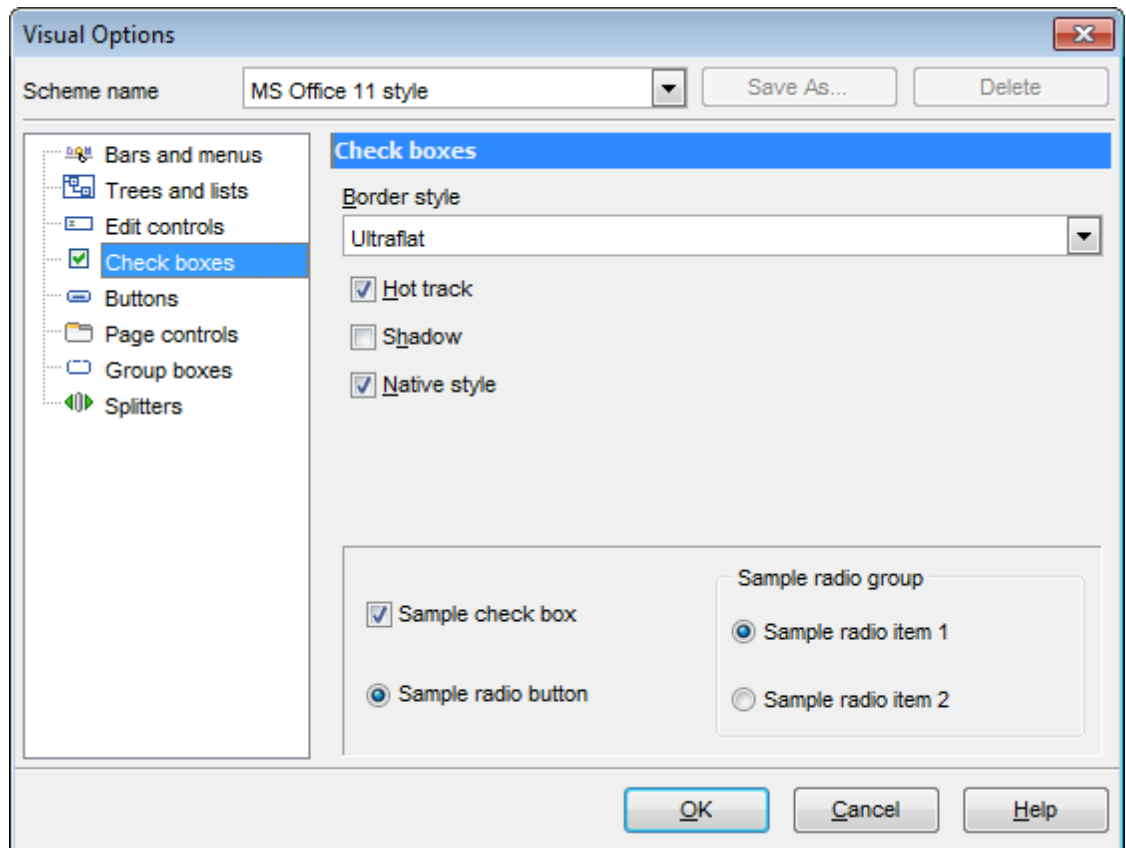 Visual Options
Scheme name MS Office 11 style Save As... Delete
Bars and menus
Trees and lists
Edit controls
Check boxes
Buttons
Page controls
Group boxes
Splitters
Check boxes
Border style
Ultraflat
Hot track
Shadow
Native style
Sample check box
Sample radio button
Sample radio group
Sample radio item 1
Sample radio item 2
OK Cancel Help